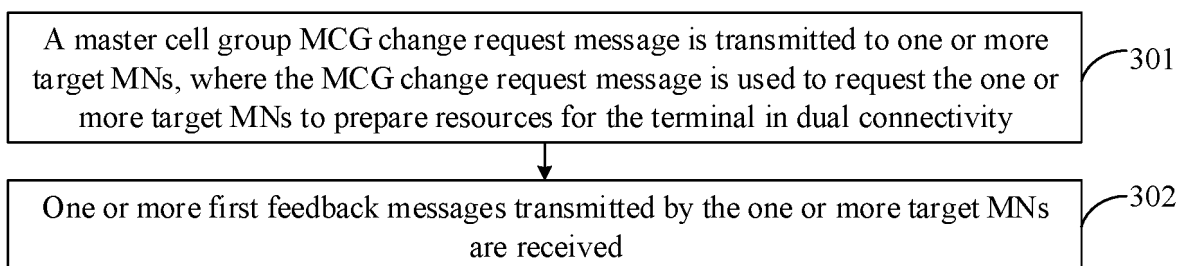 A master cell group MCG change request message is transmitted to one or more
target MNs, where the MCG change request message is used to request the one or
more target MNs to prepare resources for the terminal in dual connectivity
301
One or more first feedback messages transmitted by the one or more target MNs
are received
302